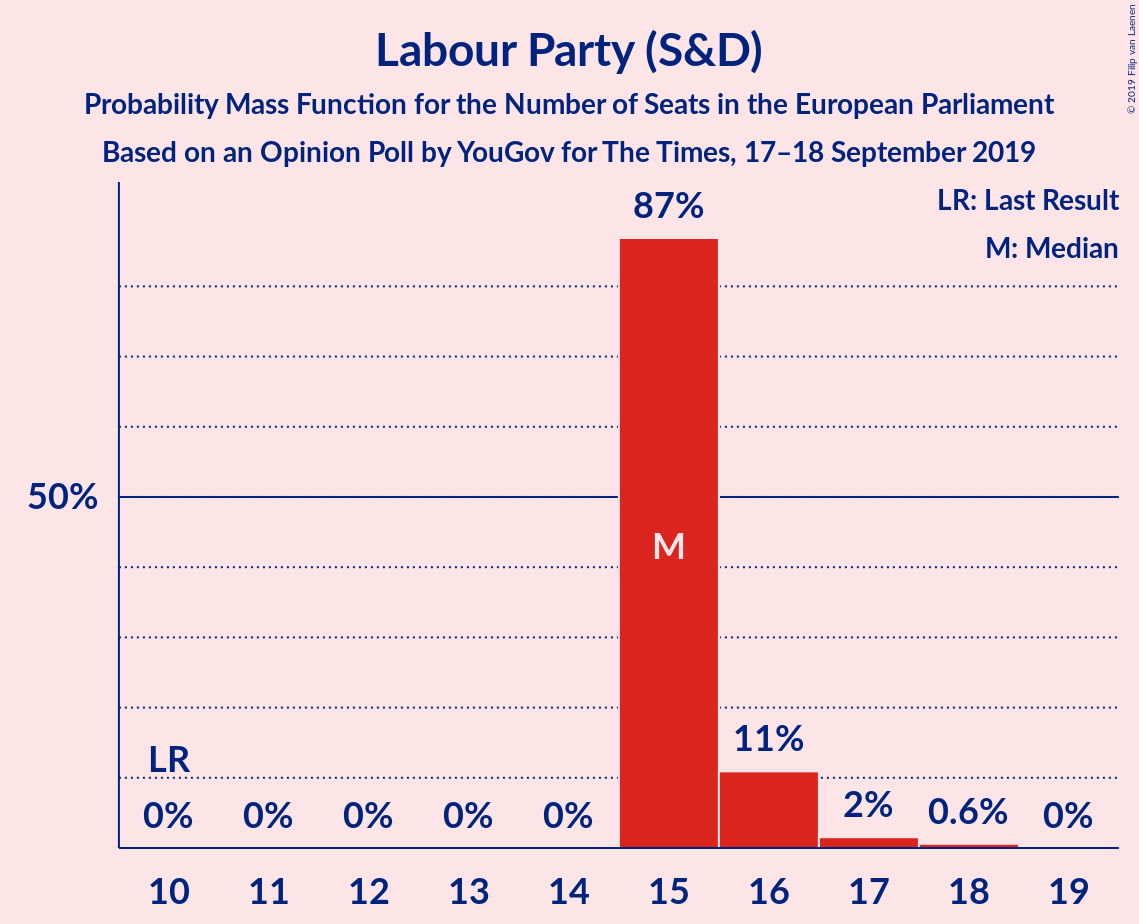 Labour Party (S&D)
Probability Mass Function for the Number of Seats in the European Parliament
Based on an Opinion Poll by YouGov for The Times, 17–18 September 2019
© 2019 Filip van Laenen
LR: Last Result
M: Median
87%
50%
M
LR
11%
0% 0% 0% 0% 0% 2% 0.6% 0%
10 11 12 13 14 15 16 17 18 19